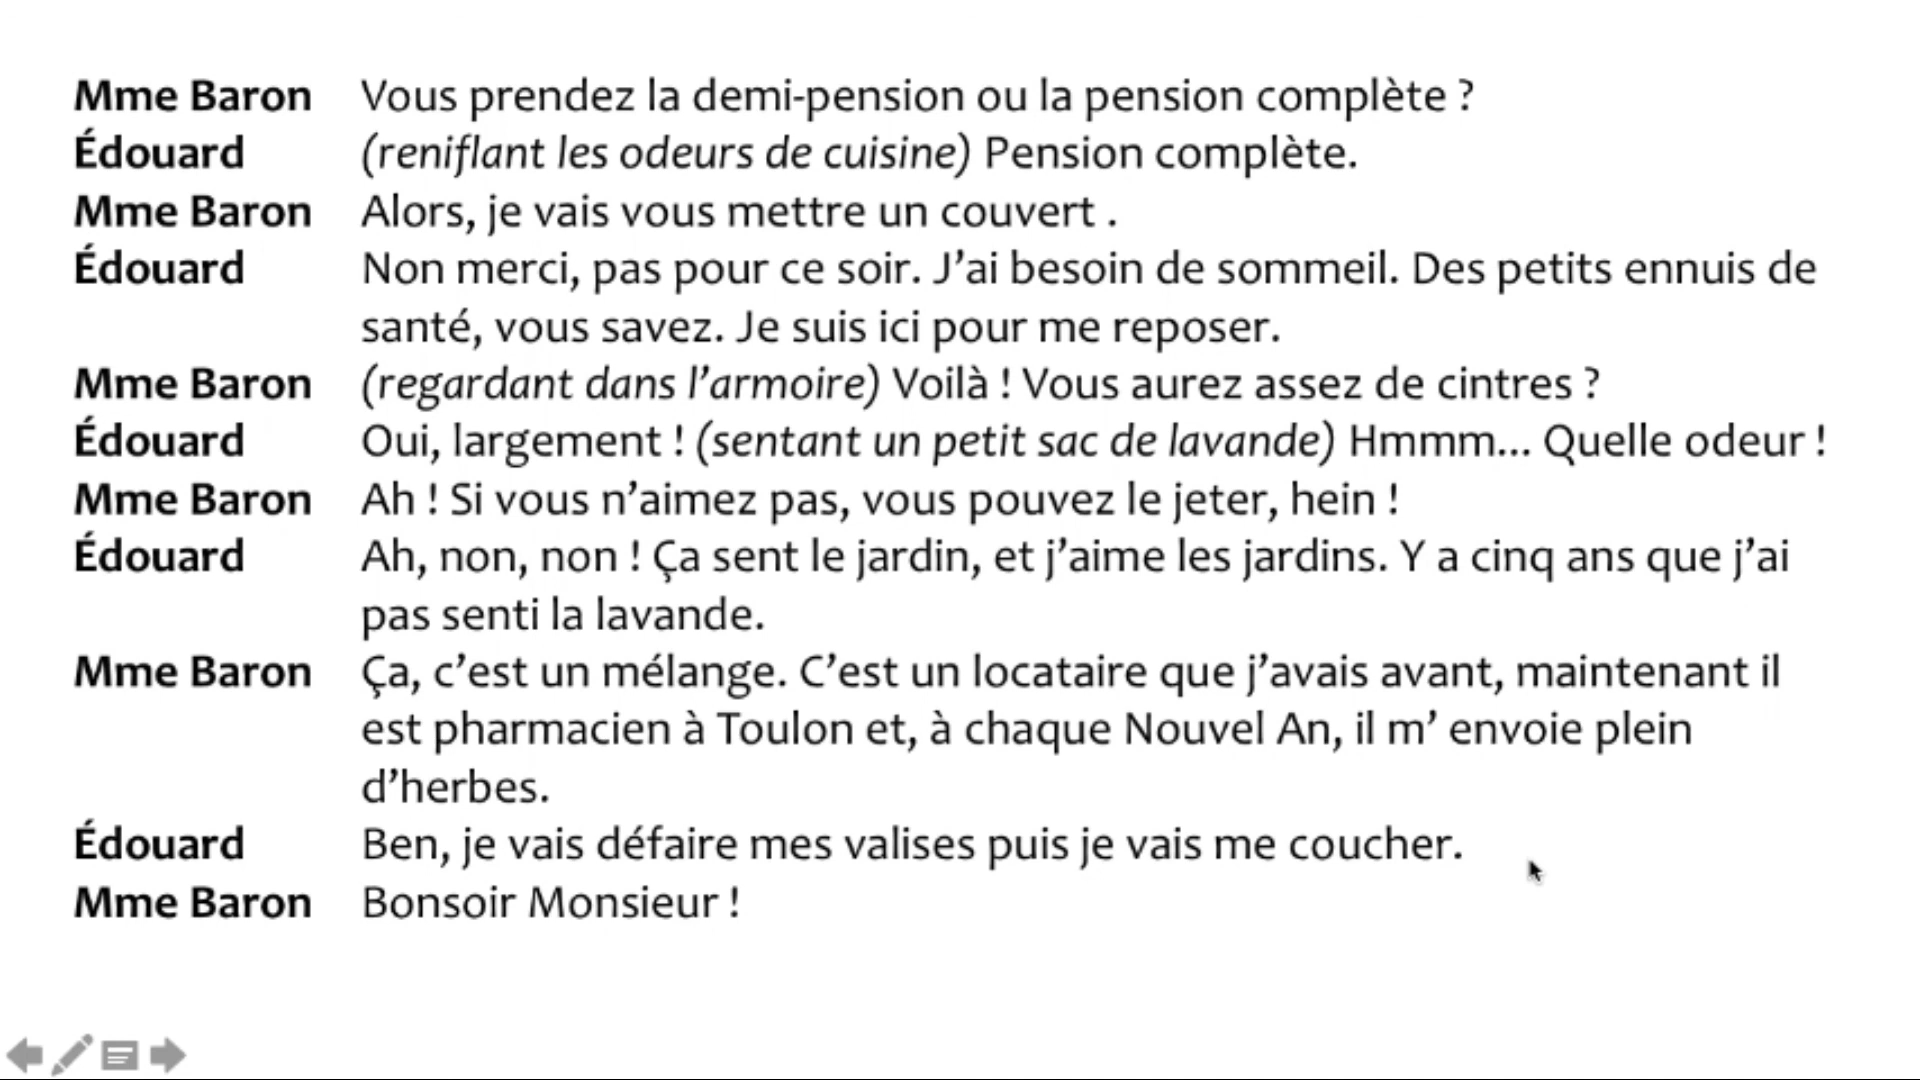 Mme Baron Vous prendez la demi-pension ou la pension complète ?
Édouard (reniflant les odeurs de cuisine) Pension complète.
Mme Baron Alors, je vais vous mettre un couvert .
Édouard Non merci, pas pour ce soir. J’ai besoin de sommeil. Des petits ennuis de
santé, vous savez. Je suis ici pour me reposer.
Mme Baron (regardant dans l’armoire) Voilà ! Vous aurez assez de cintres ?
Édouard Oui, largement ! (sentant un petit sac de lavande) Hmmm... Quelle odeur !
Mme Baron Ah ! Si vous n’aimez pas, vous pouvez le jeter, hein !
Édouard Ah, non, non ! Ça sent le jardin, et j’aime les jardins. Y a cinq ans que j’ai
pas senti la lavande.
Mme Baron Ça, c’est un mélange. C’est un locataire que j’avais avant, maintenant il
est pharmacien à Toulon et, à chaque Nouvel An, il m’ envoie plein
d’herbes.
Édouard Ben, je vais défaire mes valises puis je vais me coucher.
Mme Baron Bonsoir Monsieur !